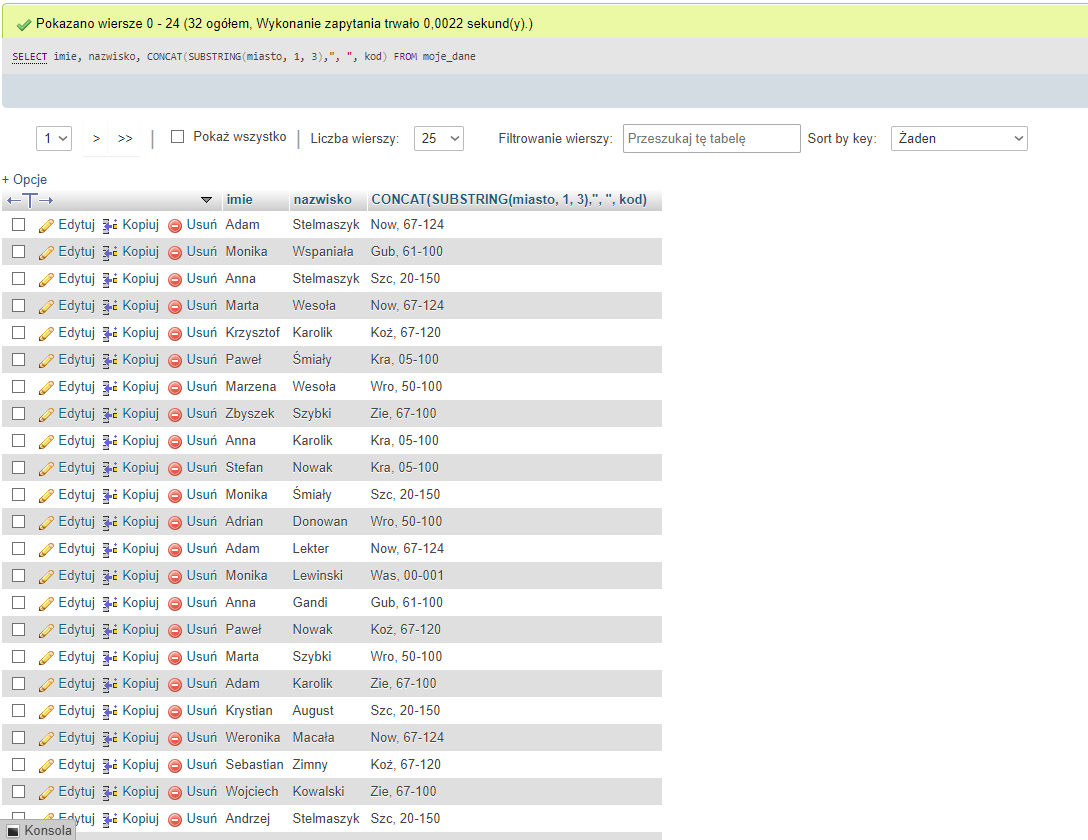 Pokazano wiersze 0 - 24 (32 ogółem, Wykonanie zapytania trwało 0,0022 sekund(y).)
SELECT imie, nazwisko, CONCAT(SUBSTRING(miasto, 1, 3),", ", kod) FROM moje_dane
1 > >> | Pokaż wszystko | Liczba wierszy: 25 Filtrowanie wierszy: Przeszukaj tę tabelę Sort by key: Żaden
+ Opcje
←T→ imie nazwisko CONCAT(SUBSTRING(miasto, 1, 3),", ", kod)
Edytuj Kopiuj Usuń Adam Stelmaszyk Now, 67-124
Edytuj Kopiuj Usuń Monika Wspaniała Gub, 61-100
Edytuj Kopiuj Usuń Anna Stelmaszyk Szc, 20-150
Edytuj Kopiuj Usuń Marta Wesoła Now, 67-124
Edytuj Kopiuj Usuń Krzysztof Karolik Koź, 67-120
Edytuj Kopiuj Usuń Paweł Śmiały Kra, 05-100
Edytuj Kopiuj Usuń Marzena Wesoła Wro, 50-100
Edytuj Kopiuj Usuń Zbyszek Szybki Zie, 67-100
Edytuj Kopiuj Usuń Anna Karolik Kra, 05-100
Edytuj Kopiuj Usuń Stefan Nowak Kra, 05-100
Edytuj Kopiuj Usuń Monika Śmiały Szc, 20-150
Edytuj Kopiuj Usuń Adrian Donowan Wro, 50-100
Edytuj Kopiuj Usuń Adam Lekter Now, 67-124
Edytuj Kopiuj Usuń Monika Lewinski Was, 00-001
Edytuj Kopiuj Usuń Anna Gandi Gub, 61-100
Edytuj Kopiuj Usuń Paweł Nowak Koź, 67-120
Edytuj Kopiuj Usuń Marta Szybki Wro, 50-100
Edytuj Kopiuj Usuń Adam Karolik Zie, 67-100
Edytuj Kopiuj Usuń Krystian August Szc, 20-150
Edytuj Kopiuj Usuń Weronika Macała Now, 67-124
Edytuj Kopiuj Usuń Sebastian Zimny Koź, 67-120
Edytuj Kopiuj Usuń Wojciech Kowalski Zie, 67-100
Edytuj Kopiuj Usuń Andrzej Stelmaszyk Szc, 20-150
Konsola